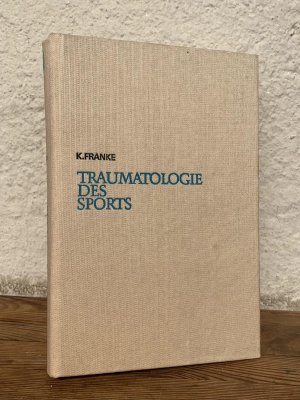 K.FRANKE
TRAUMATOLOGIE
DES
SPORTS